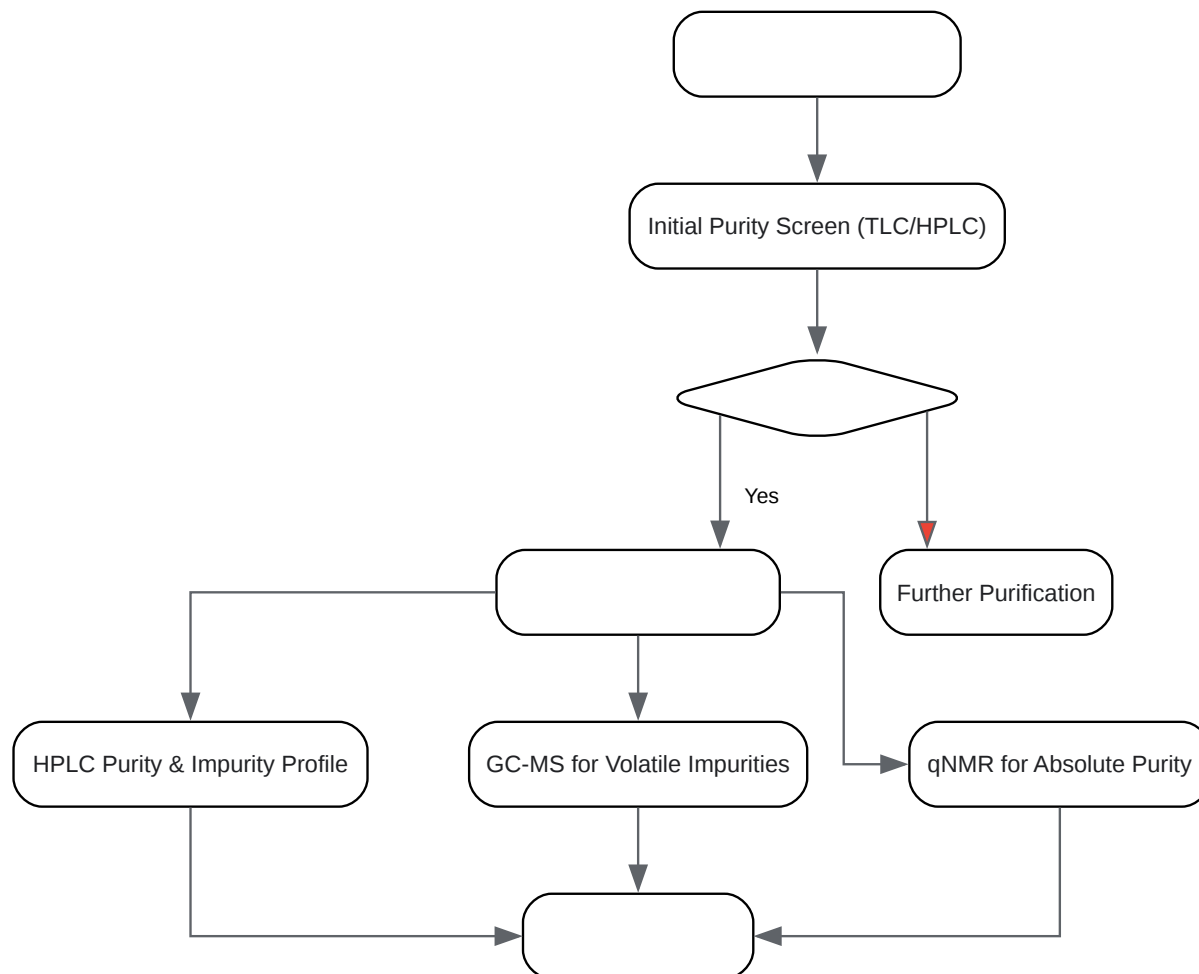 Initial Purity Screen (TLC/HPLC)
Yes
Further Purification
HPLC Purity & Impurity Profile
GC-MS for Volatile Impurities
qNMR for Absolute Purity